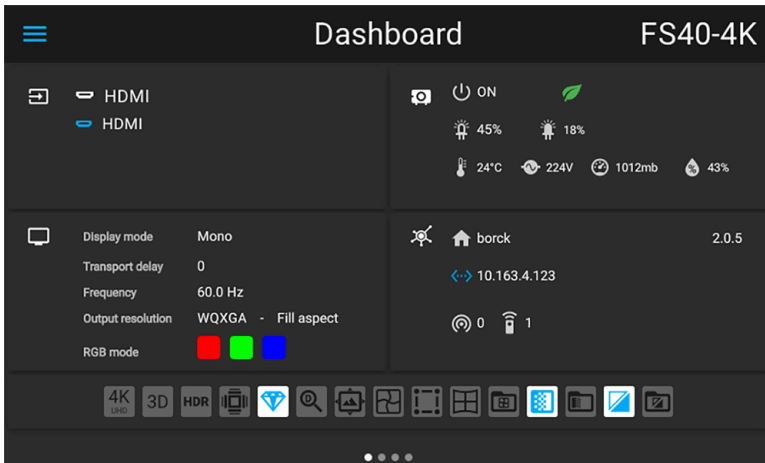 Dashboard
FS40-4K
HDMI
HDMI
ON
45% 18%
24°C 224V 1012mb % 43%
Display mode Mono
Transport delay 0
Frequency 60.0 Hz
Output resolution WQXGA - Fill aspect
RGB mode
borck 2.0.5
10.163.4.123
0 1
4K UHD 3D HDR D